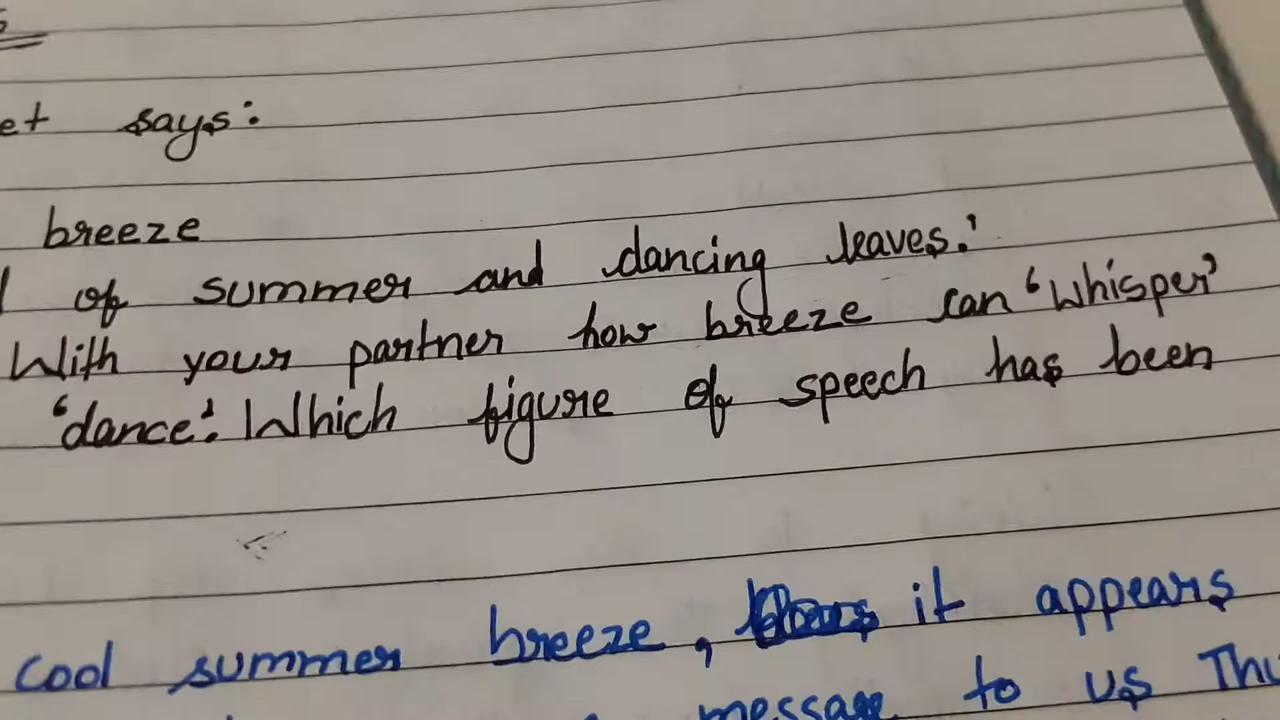 et says:
breeze
of summer and dancing leaves.'
With your partner how breeze can 'whisper'
'dance'. Which figure of speech has been
cool summer breeze, it appears
message to us Thu